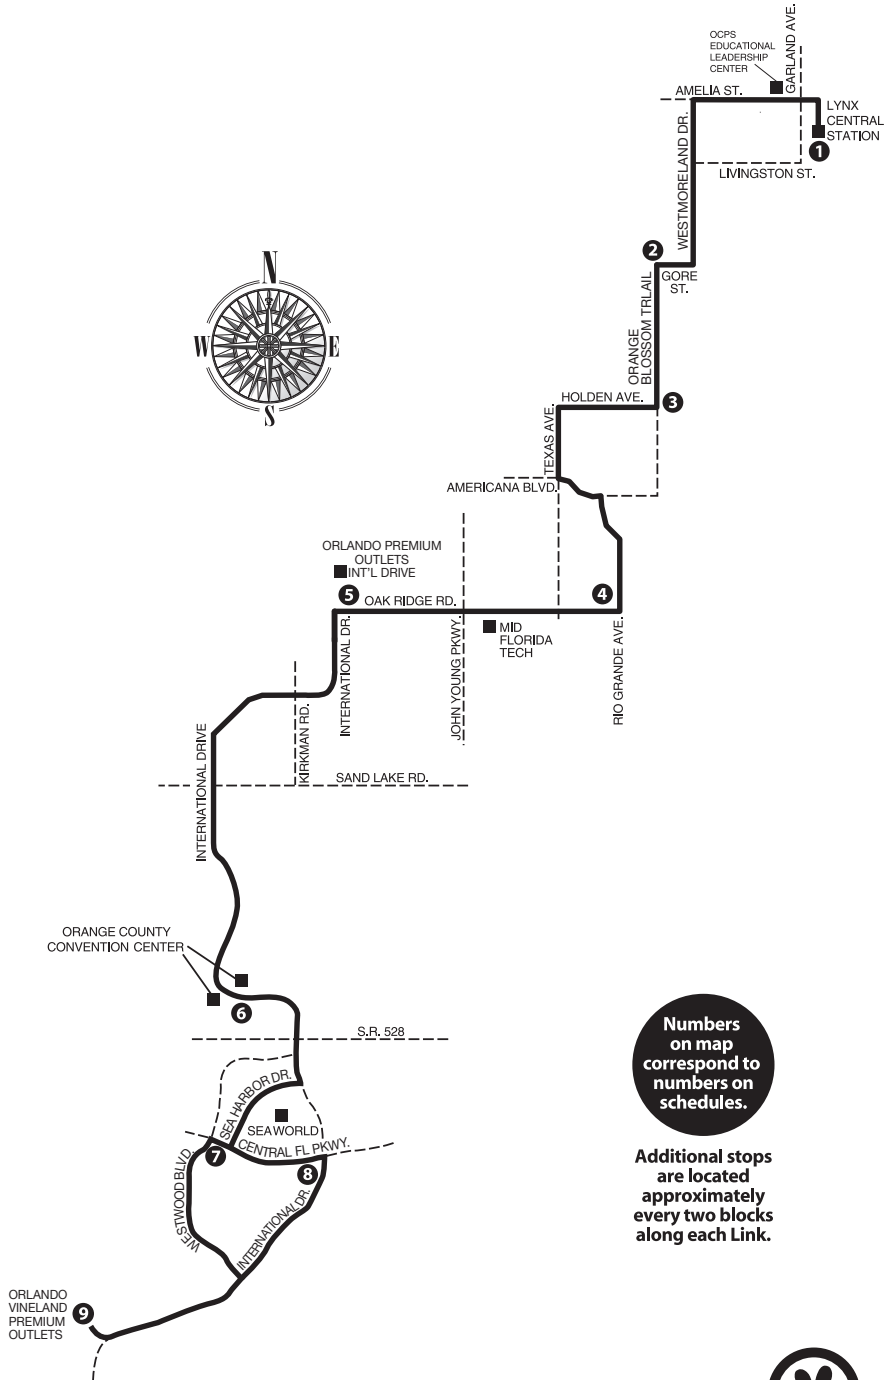 OCPS
EDUCATIONAL
LEADERSHIP
CENTER
GARLAND AVE.
AMELIA ST.
LYNX
CENTRAL
STATION
1
LIVINGSTON ST.
WESTMORELAND DR.
2
GORE
ST.
ORANGE
BLOSSOM TRLAIL
N
W
E
S
HOLDEN AVE.
3
TEXAS AVE.
AMERICANA BLVD.
ORLANDO PREMIUM
OUTLETS
INT'L DRIVE
5
OAK RIDGE RD.
4
MID
FLORIDA
TECH
INTERNATIONAL DR.
JOHN YOUNG PKWY.
RIO GRANDE AVE.
KIRKMAN RD.
INTERNATIONAL DRIVE
SAND LAKE RD.
ORANGE COUNTY
CONVENTION CENTER
6
S.R. 528
SEA HARBOR DR.
SEAWORLD
CENTRAL FL PKWY.
7
8
WESTWOOD BLVD.
INTERNATIONAL DR.
ORLANDO
VINELAND
PREMIUM
OUTLETS
9
Numbers
on map
correspond to
numbers on
schedules.
Additional stops
are located
approximately
every two blocks
along each Link.